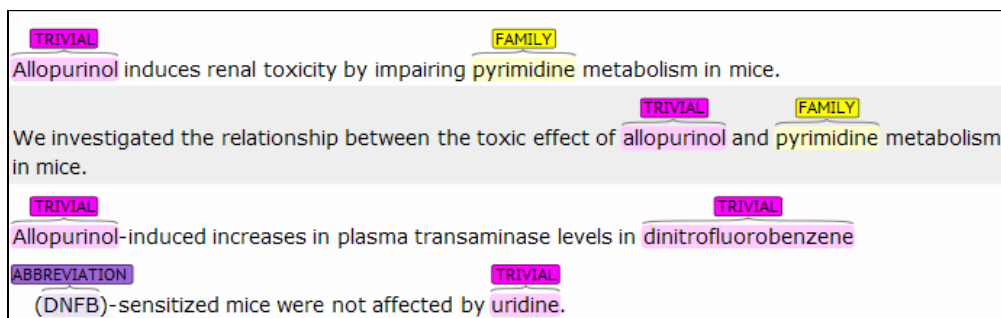 TRIVIAL FAMILY
Allopurinol induces renal toxicity by impairing pyrimidine metabolism in mice.
TRIVIAL FAMILY
We investigated the relationship between the toxic effect of allopurinol and pyrimidine metabolism
in mice.
TRIVIAL TRIVIAL
Allopurinol-induced increases in plasma transaminase levels in dinitrofluorobenzene
ABBREVIATION TRIVIAL
(DNFB)-sensitized mice were not affected by uridine.